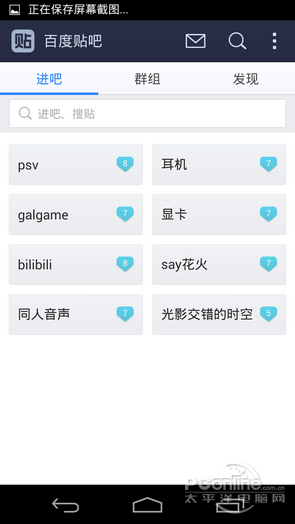 正在保存屏幕截图...
贴 百度贴吧
进吧 群组 发现
进吧、搜贴
psv 8 耳机 7
galgame 7 显卡 7
bilibili 8 say花火 7
同人音声 7 光影交错的时空 5
PConline.com.cn
太平洋电脑网